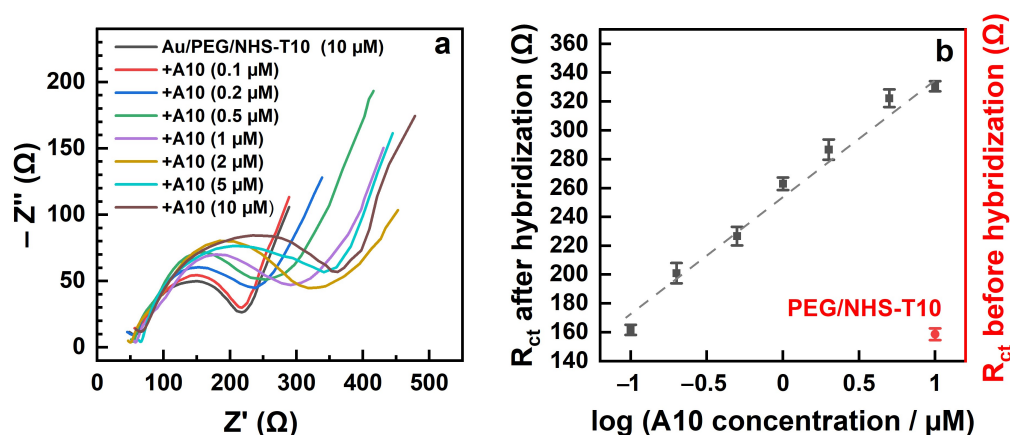 a
Au/PEG/NHS-T10 (10 µM)
+A10 (0.1 µM)
+A10 (0.2 µM)
+A10 (0.5 µM)
+A10 (1 µM)
+A10 (2 µM)
+A10 (5 µM)
+A10 (10 µM)
– Z'' (Ω)
200
150
100
50
0
0 100 200 300 400 500
Z' (Ω)
b
Rct after hybridization (Ω)
360
340
320
300
280
260
240
220
200
180
160
140
PEG/NHS-T10
−1 −0.5 0 0.5 1
log (A10 concentration / µM)
Rct before hybridization (Ω)